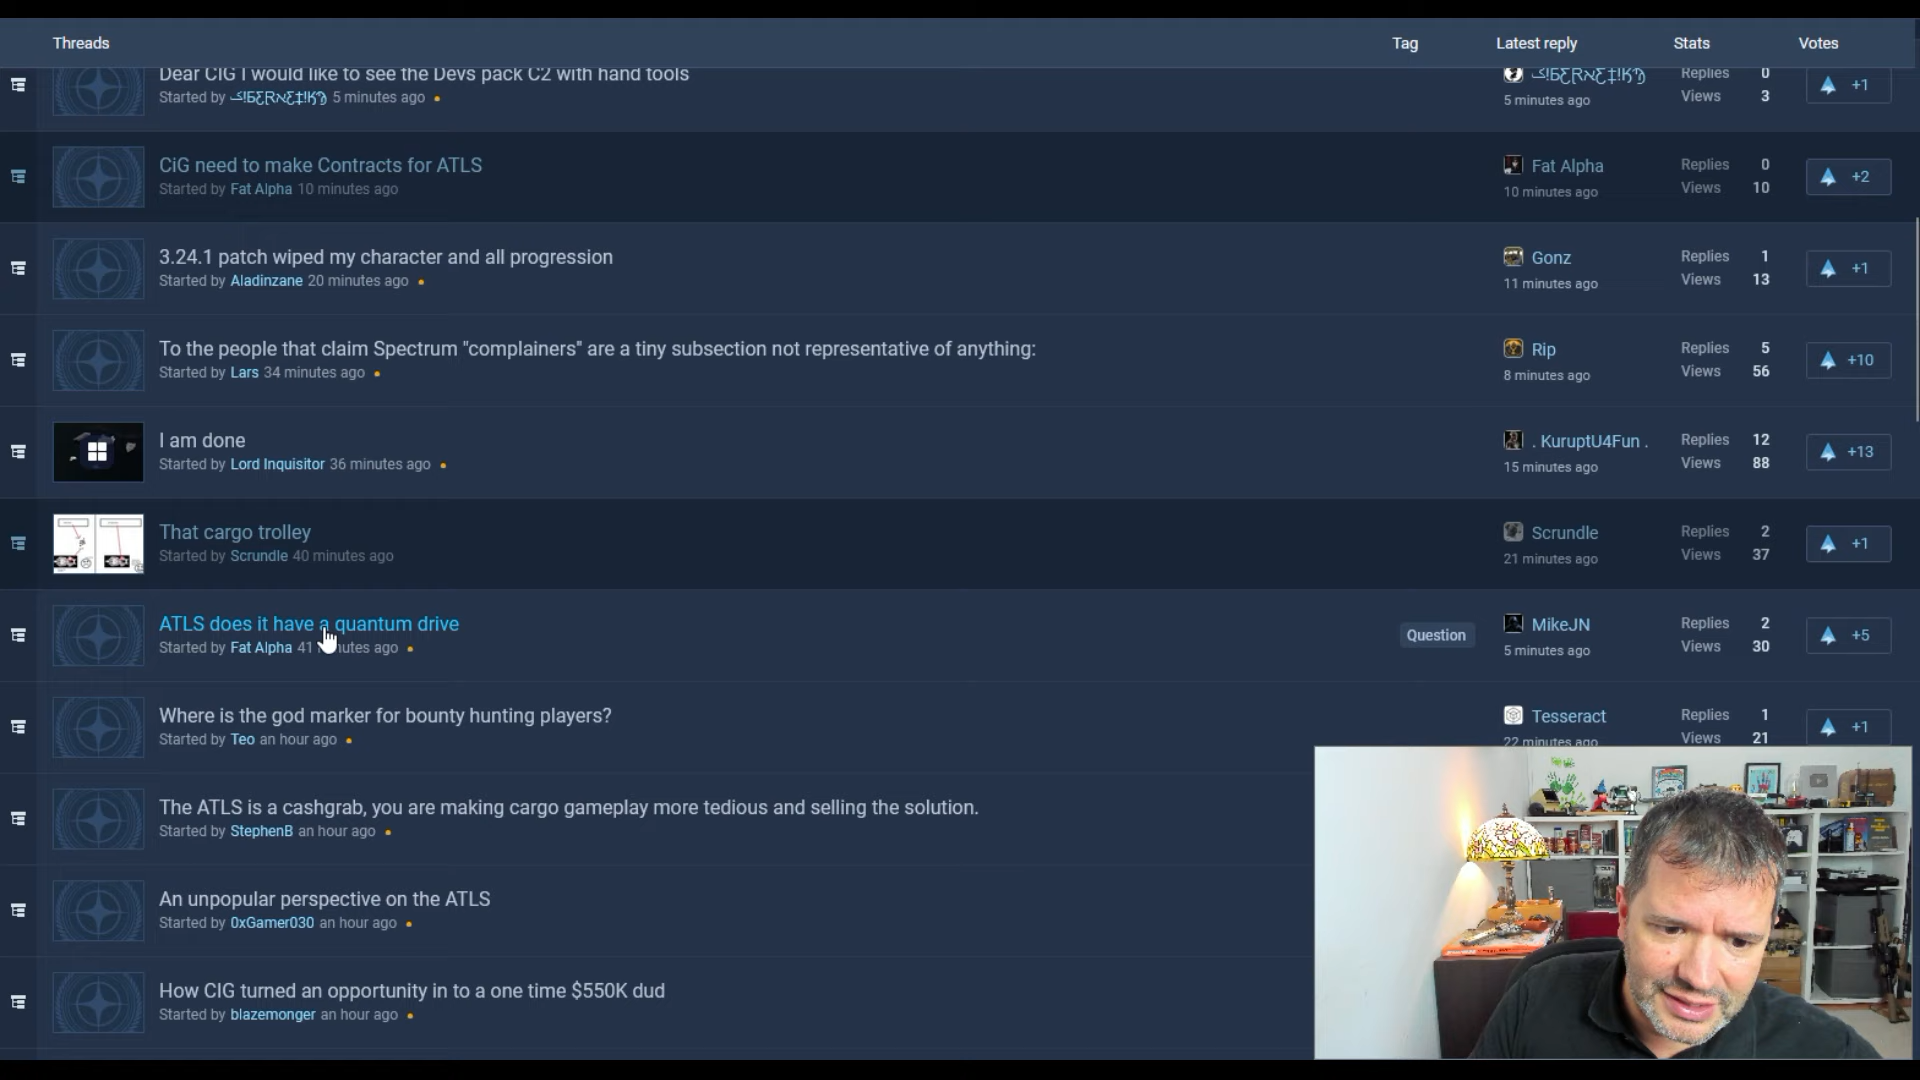 Threads Tag Latest reply Stats Votes
Dear CIG I would like to see the Devs pack C2 with hand tools
Started by 5 minutes ago
5 minutes ago
Replies 0
Views 3
+1
CiG need to make Contracts for ATLS
Started by Fat Alpha 10 minutes ago
Fat Alpha
10 minutes ago
Replies 0
Views 10
+2
3.24.1 patch wiped my character and all progression
Started by Aladinzane 20 minutes ago
Gonz
11 minutes ago
Replies 1
Views 13
+1
To the people that claim Spectrum "complainers" are a tiny subsection not representative of anything:
Started by Lars 34 minutes ago
Rip
8 minutes ago
Replies 5
Views 56
+10
I am done
Started by Lord Inquisitor 36 minutes ago
. KuruptU4Fun .
15 minutes ago
Replies 12
Views 88
+13
That cargo trolley
Started by Scrundle 40 minutes ago
Scrundle
21 minutes ago
Replies 2
Views 37
+1
ATLS does it have a quantum drive
Started by Fat Alpha 41 minutes ago
Question
MikeJN
5 minutes ago
Replies 2
Views 30
+5
Where is the god marker for bounty hunting players?
Started by Teo an hour ago
Tesseract
22 minutes ago
Replies 1
Views 21
+1
The ATLS is a cashgrab, you are making cargo gameplay more tedious and selling the solution.
Started by StephenB an hour ago
An unpopular perspective on the ATLS
Started by 0xGamer030 an hour ago
How CIG turned an opportunity in to a one time $550K dud
Started by blazemonger an hour ago